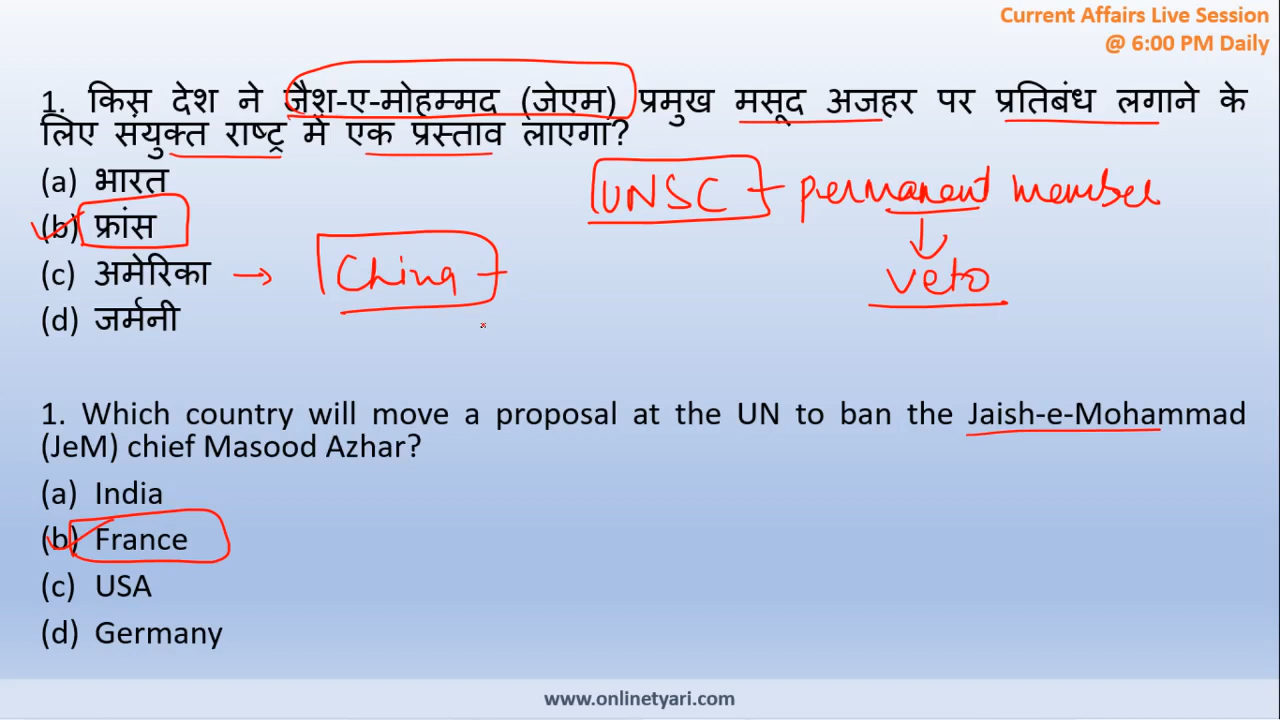 Current Affairs Live Session
@ 6:00 PM Daily
1. किस देश ने जैश-ए-मोहम्मद (जेएम) प्रमुख मसूद अजहर पर प्रतिबंध लगाने के
लिए संयुक्त राष्ट्र में एक प्रस्ताव लाएगा?
(a) भारत
UNSC - permanent member
(b) फ्रांस
(c) अमेरिका → China -
veto
(d) जर्मनी
1. Which country will move a proposal at the UN to ban the Jaish-e-Mohammad
(JeM) chief Masood Azhar?
(a) India
(b) France
(c) USA
(d) Germany
www.onlinetyari.com